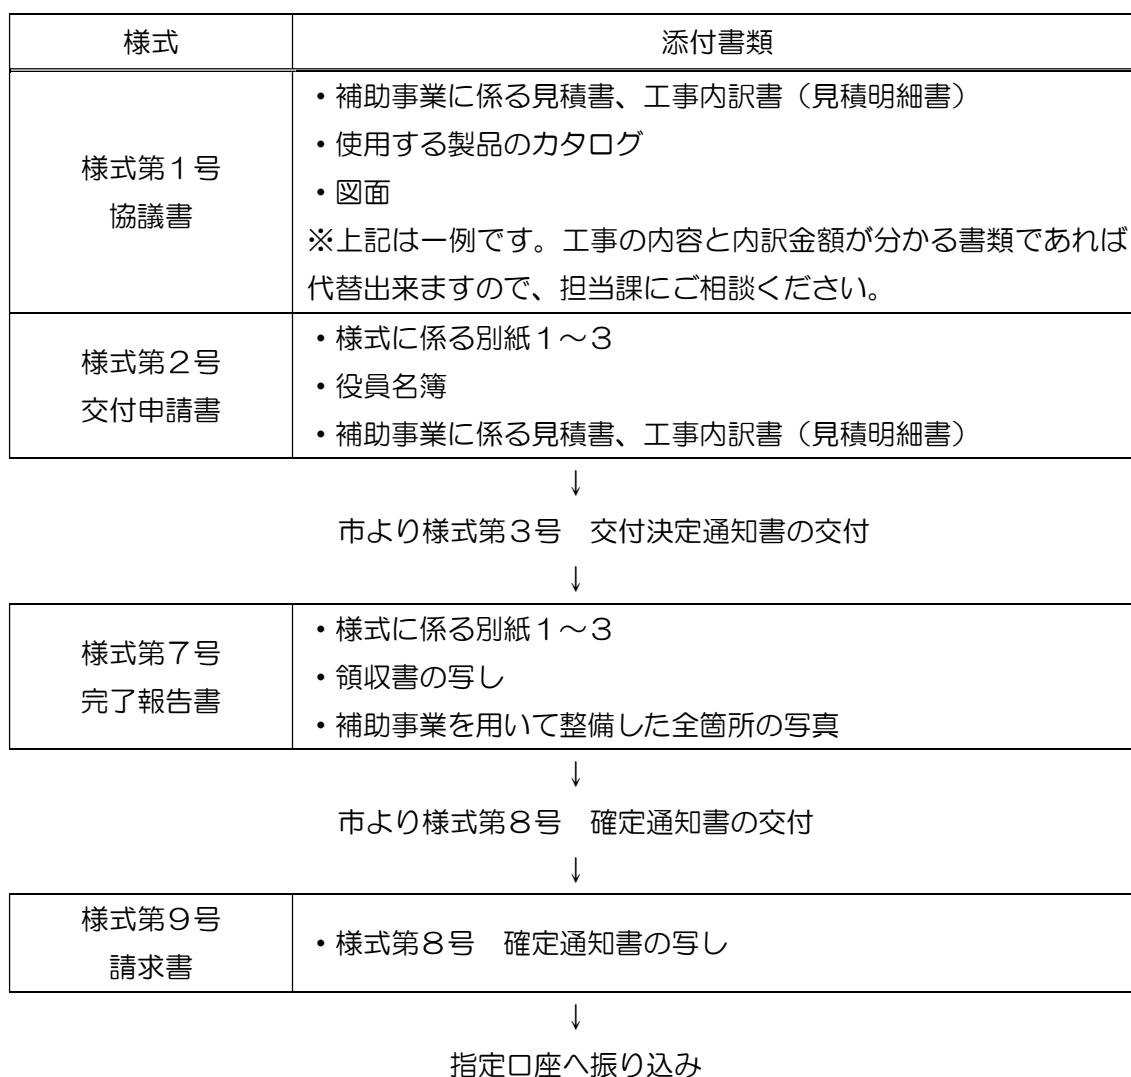 様式 添付書類
・補助事業に係る見積書、工事内訳書（見積明細書）
・使用する製品のカタログ
・図面
※上記は一例です。工事の内容と内訳金額が分かる書類であれば
代替出来ますので、担当課にご相談ください。
様式第１号
協議書
・様式に係る別紙１～３
・役員名簿
・補助事業に係る見積書、工事内訳書（見積明細書）
様式第２号
交付申請書
↓
市より様式第３号　交付決定通知書の交付
↓
様式第７号
完了報告書
・様式に係る別紙１～３
・領収書の写し
・補助事業を用いて整備した全箇所の写真
↓
市より様式第８号　確定通知書の交付
↓
様式第９号
請求書
・様式第８号　確定通知書の写し
↓
指定口座へ振り込み